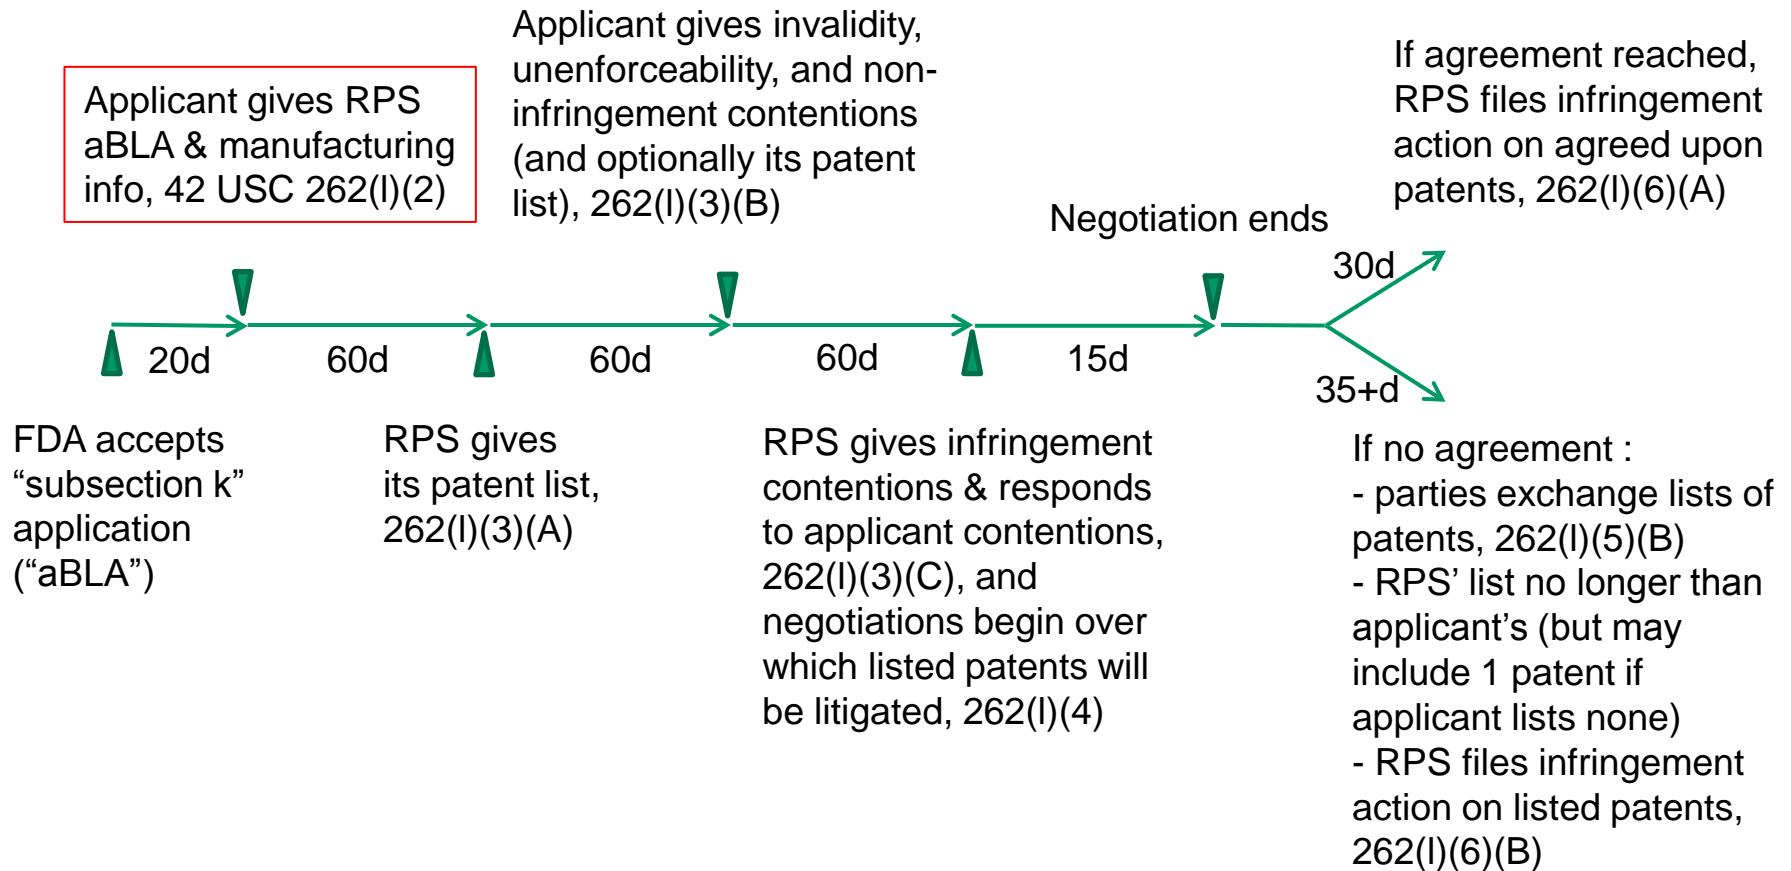 Applicant gives RPS
aBLA & manufacturing
info, 42 USC 262(l)(2)
Applicant gives invalidity,
unenforceability, and non-
infringement contentions
(and optionally its patent
list), 262(l)(3)(B)
Negotiation ends
If agreement reached,
RPS files infringement
action on agreed upon
patents, 262(l)(6)(A)
20d
60d
60d
60d
15d
30d
35+d
FDA accepts
“subsection k”
application
(“aBLA”)
RPS gives
its patent list,
262(l)(3)(A)
RPS gives infringement
contentions & responds
to applicant contentions,
262(l)(3)(C), and
negotiations begin over
which listed patents will
be litigated, 262(l)(4)
If no agreement :
- parties exchange lists of
patents, 262(l)(5)(B)
- RPS’ list no longer than
applicant’s (but may
include 1 patent if
applicant lists none)
- RPS files infringement
action on listed patents,
262(l)(6)(B)